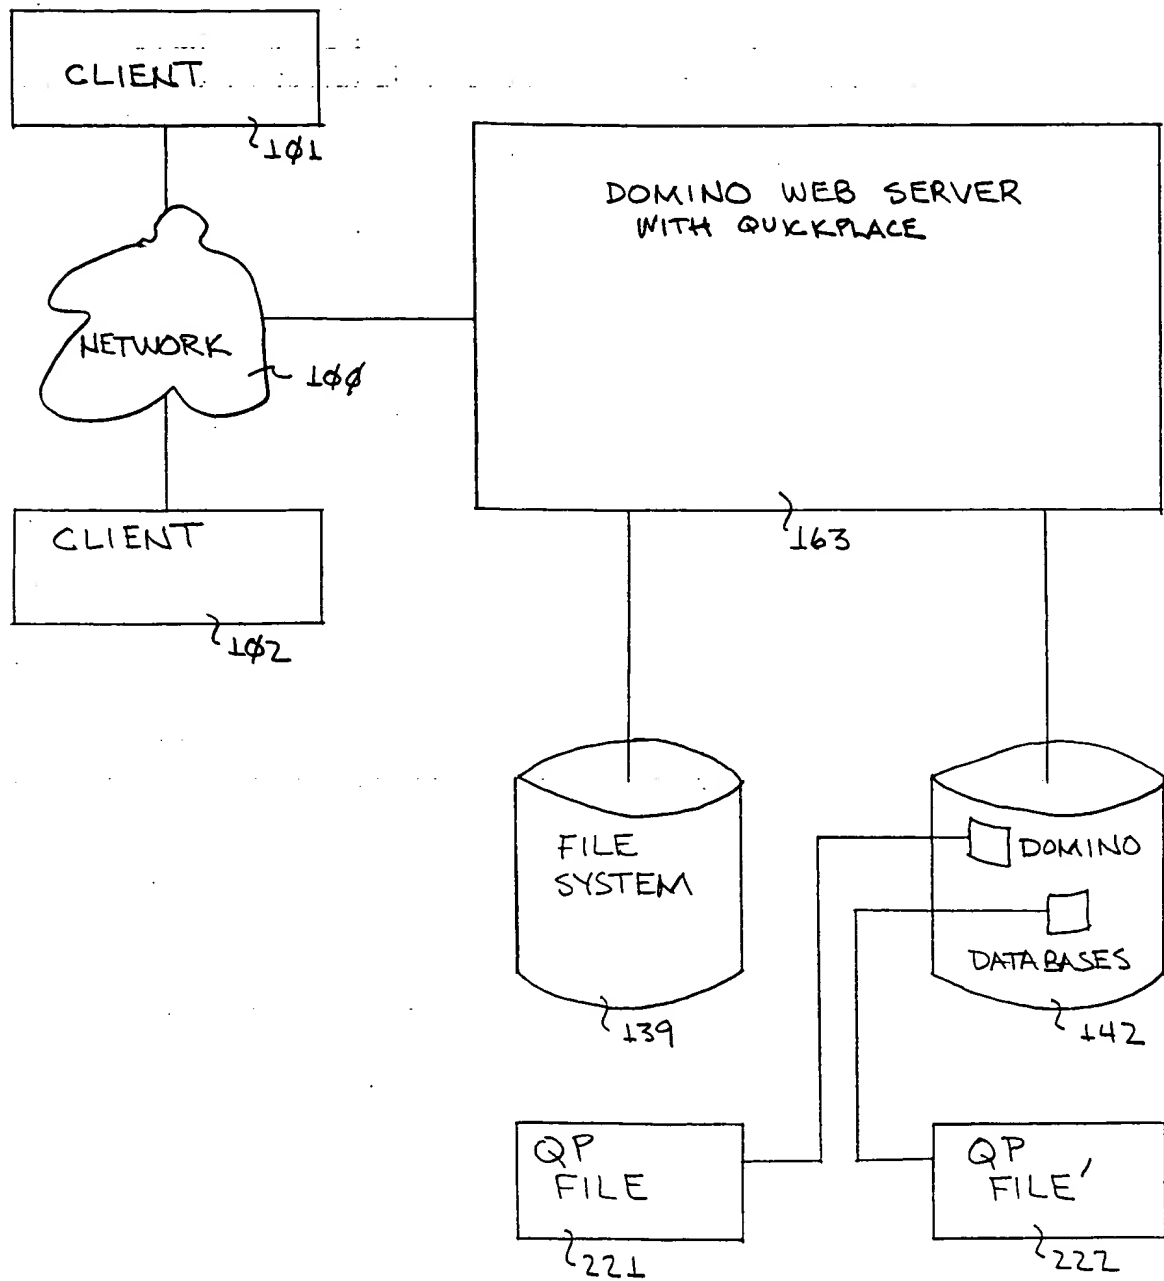 CLIENT
101
DOMINO WEB SERVER
WITH QUICKPLACE
NETWORK
100
CLIENT
102
163
FILE
SYSTEM
139
DOMINO
DATABASES
142
QP
FILE
221
QP
FILE'
222